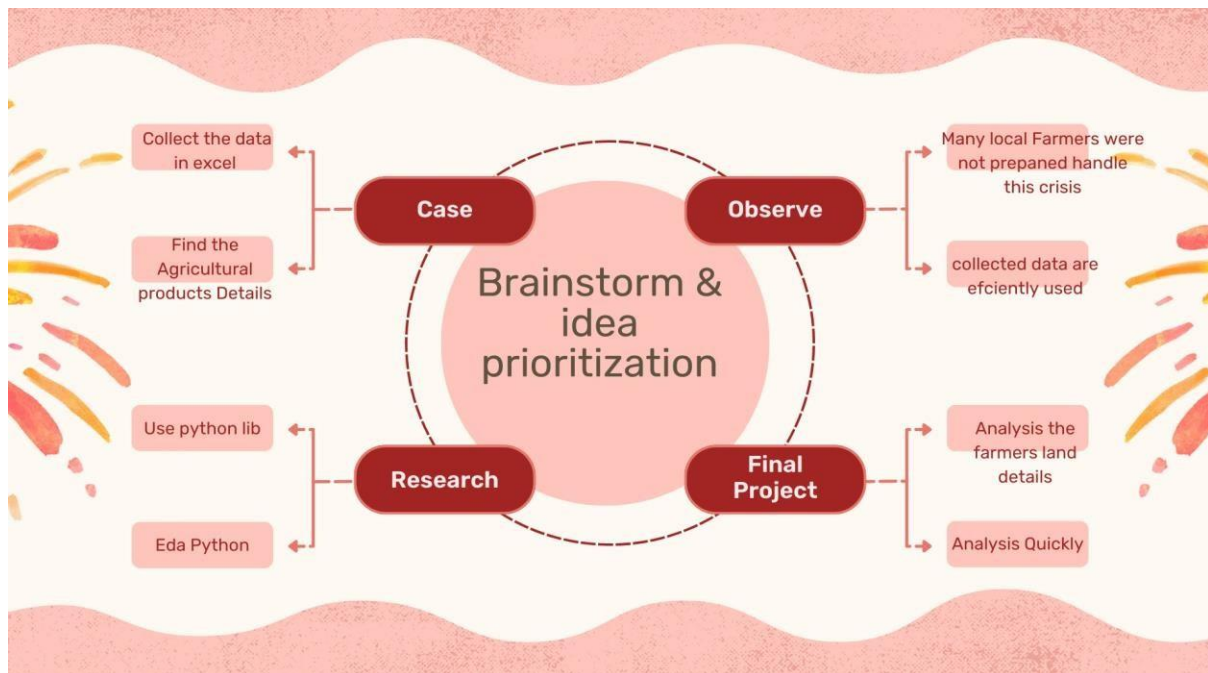 Brainstorm &
idea
prioritization
Case
Collect the data
in excel
Find the
Agricultural
products Details
Observe
Many local Farmers were
not prepaned handle
this crisis
collected data are
efciently used
Research
Use python lib
Eda Python
Final
Project
Analysis the
farmers land
details
Analysis Quickly